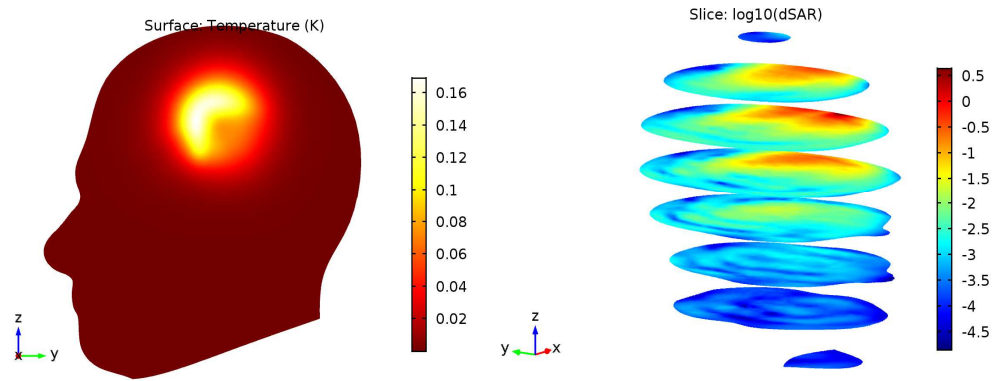 Surface: Temperature (K)
0.16
0.14
0.12
0.1
0.08
0.06
0.04
0.02
z
x
y
Slice: log10(dSAR)
0.5
0
-0.5
-1
-1.5
-2
-2.5
-3
-3.5
-4
-4.5
z
y
x